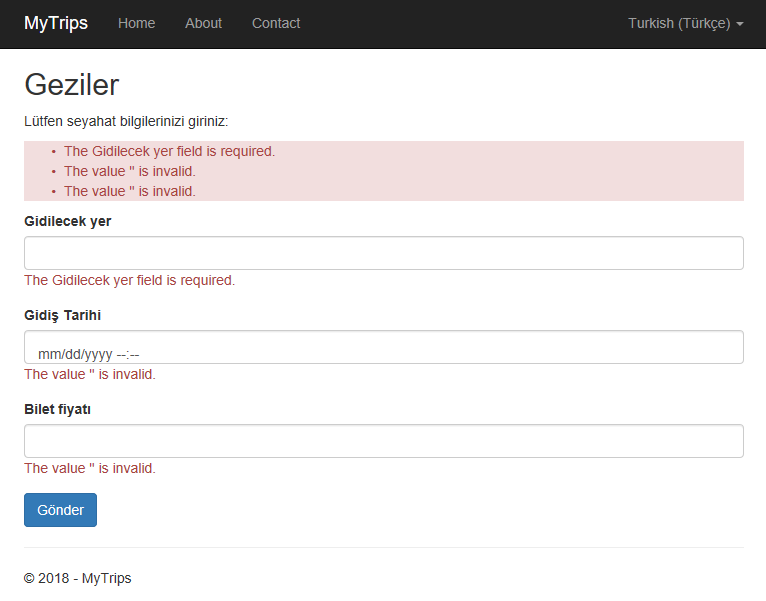 MyTrips Home About Contact Turkish (Türkçe)
Geziler
Lütfen seyahat bilgilerinizi giriniz:
• The Gidilecek yer field is required.
• The value '' is invalid.
• The value '' is invalid.
Gidilecek yer
The Gidilecek yer field is required.
Gidiş Tarihi
mm/dd/yyyy --:--
The value '' is invalid.
Bilet fiyatı
The value '' is invalid.
Gönder
© 2018 - MyTrips